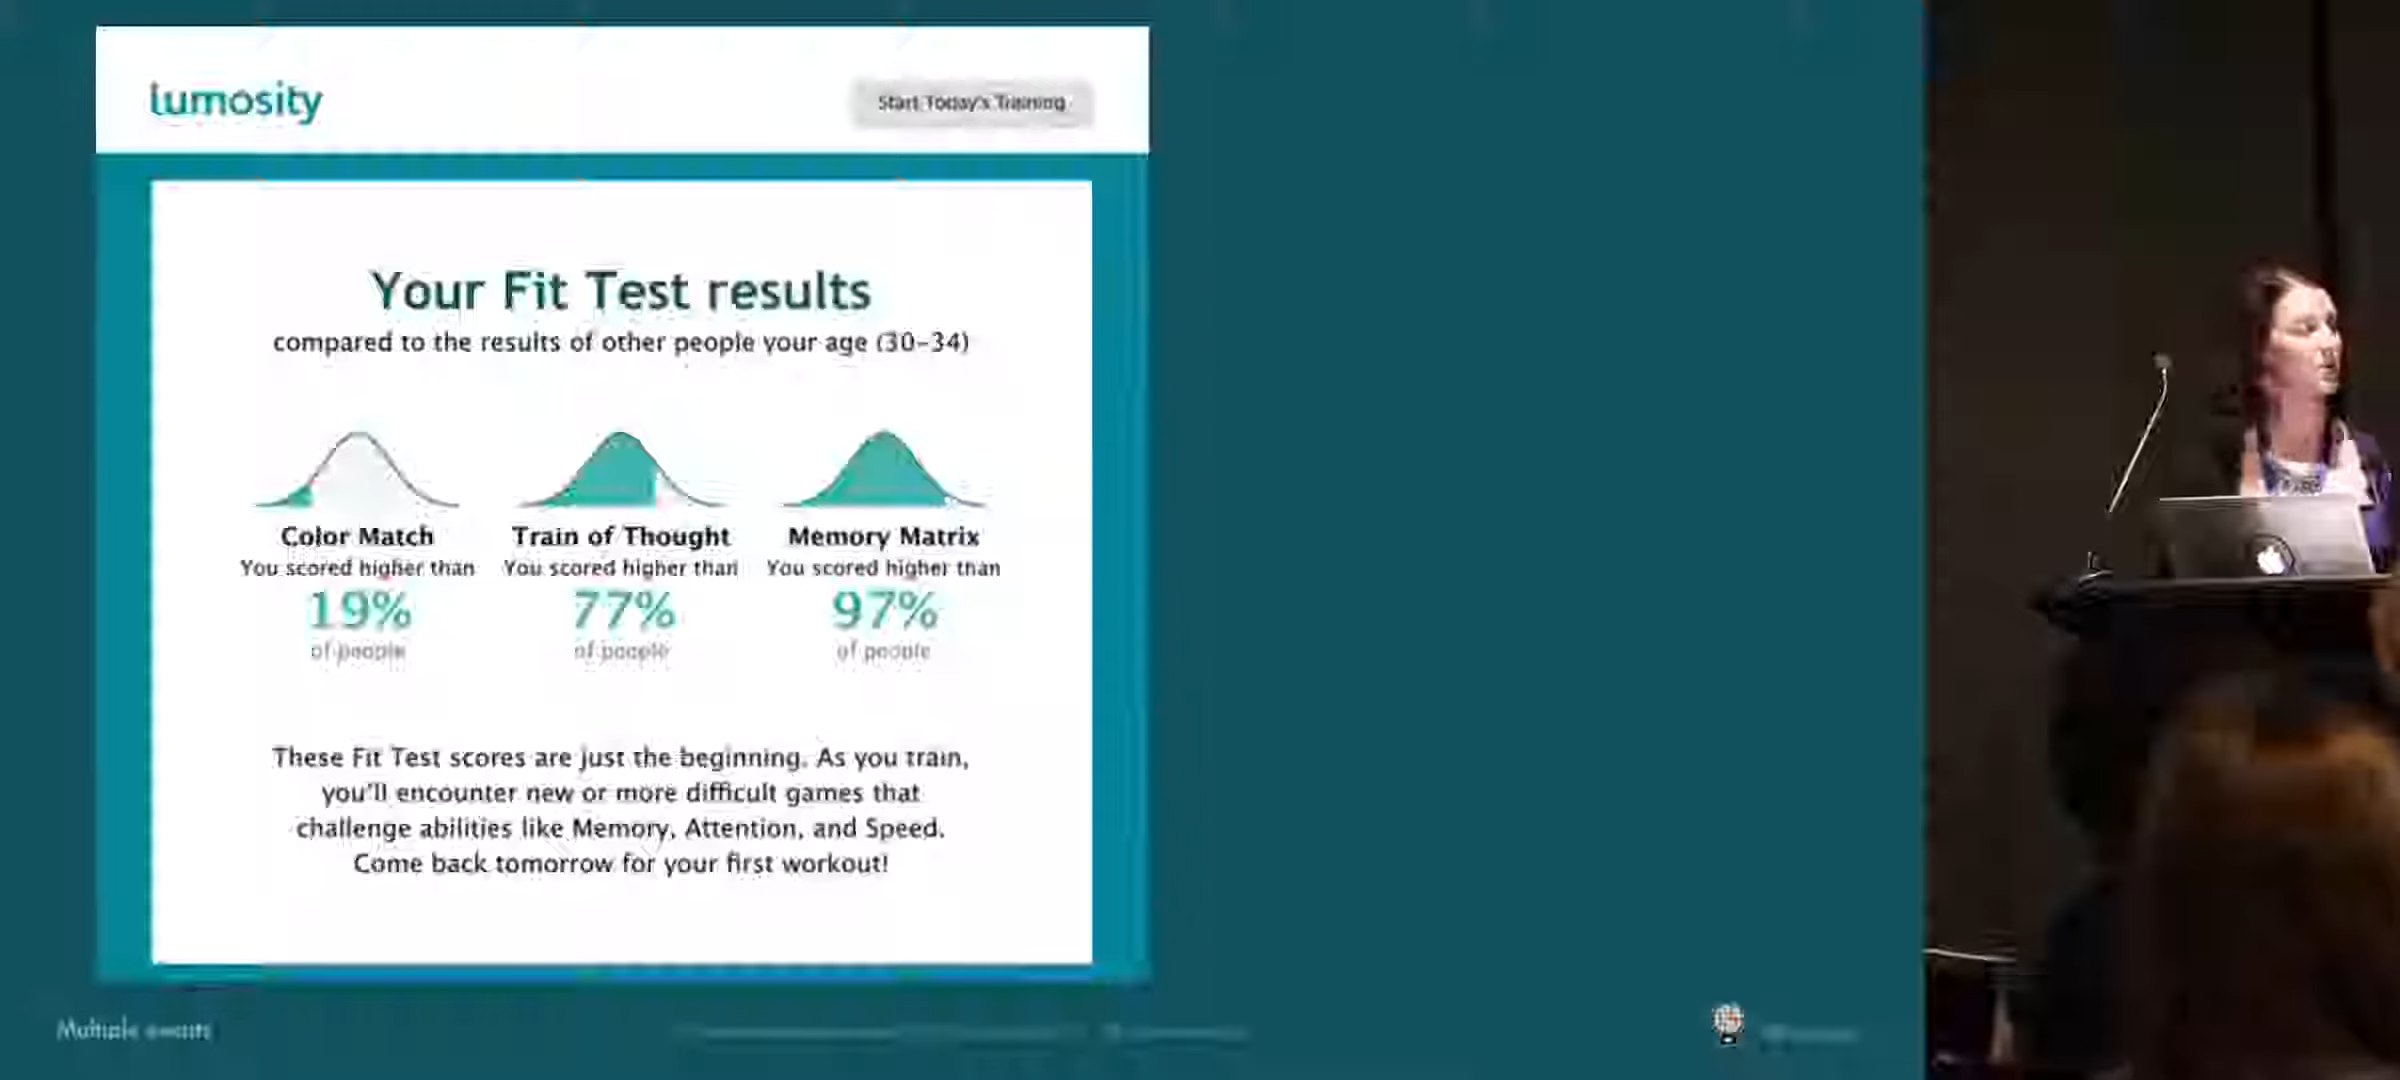 lumosity
Start Today's Training
Your Fit Test results
compared to the results of other people your age (30-34)
Color Match
You scored higher than
19%
of people
Train of Thought
You scored higher than
77%
of people
Memory Matrix
You scored higher than
97%
of people
These Fit Test scores are just the beginning. As you train,
you'll encounter new or more difficult games that
challenge abilities like Memory, Attention, and Speed.
Come back tomorrow for your first workout!
Multiple